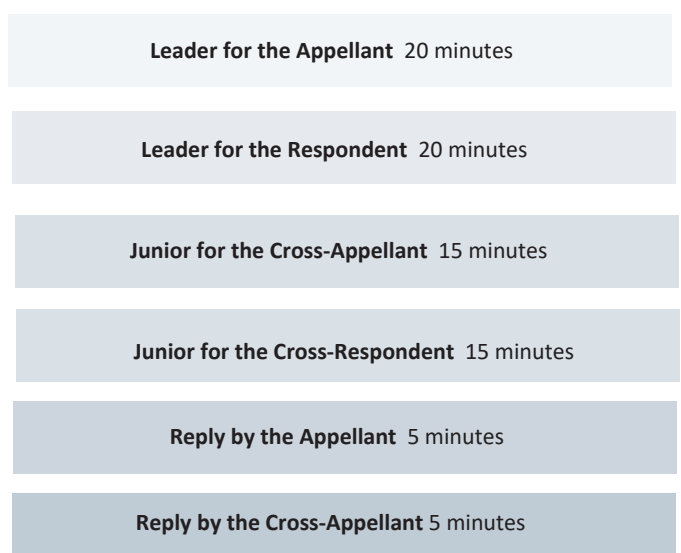 Leader for the Appellant 20 minutes
Leader for the Respondent 20 minutes
Junior for the Cross-Appellant 15 minutes
Junior for the Cross-Respondent 15 minutes
Reply by the Appellant 5 minutes
Reply by the Cross-Appellant 5 minutes